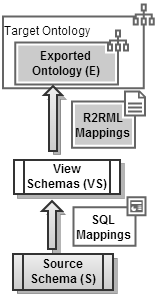 Target Ontology
Exported
Ontology (E)
R2RML
Mappings
View
Schemas (VS)
SQL
Mappings
Source
Schema (S)